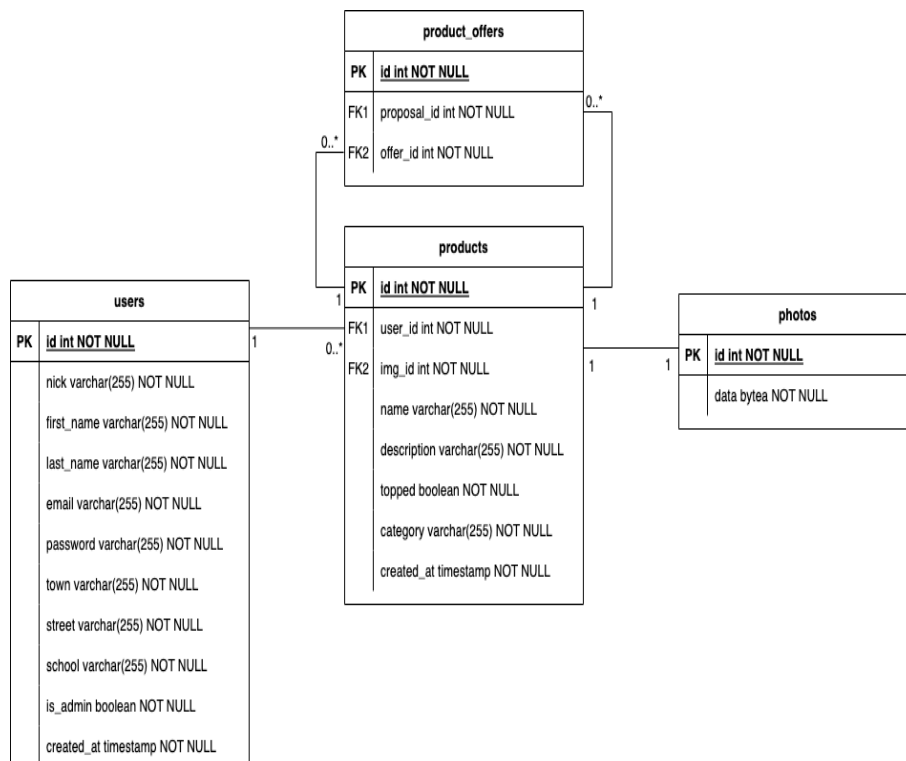 product_offers
PK id int NOT NULL
FK1 proposal_id int NOT NULL
FK2 offer_id int NOT NULL
0..*
0..*
products
PK id int NOT NULL
FK1 user_id int NOT NULL
FK2 img_id int NOT NULL
name varchar(255) NOT NULL
description varchar(255) NOT NULL
topped boolean NOT NULL
category varchar(255) NOT NULL
created_at timestamp NOT NULL
1
1
1
0..*
1
1
users
PK id int NOT NULL
nick varchar(255) NOT NULL
first_name varchar(255) NOT NULL
last_name varchar(255) NOT NULL
email varchar(255) NOT NULL
password varchar(255) NOT NULL
town varchar(255) NOT NULL
street varchar(255) NOT NULL
school varchar(255) NOT NULL
is_admin boolean NOT NULL
created_at timestamp NOT NULL
photos
PK id int NOT NULL
data bytea NOT NULL